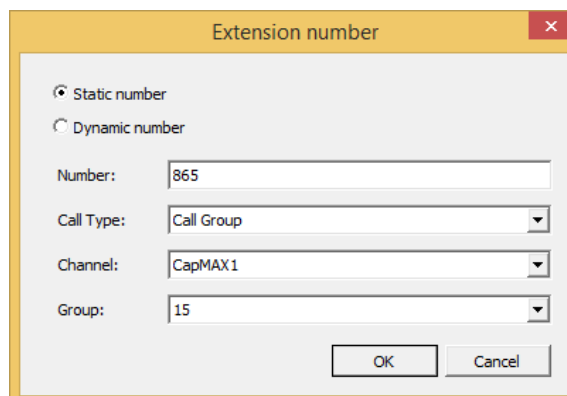 Extension number
Static number
Dynamic number
Number: 865
Call Type: Call Group
Channel: CapMAX1
Group: 15
OK Cancel